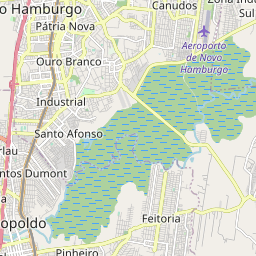 o Hamburgo
Canudos
Zona Indus
Sul
Pátria Nova
Aeroporto
de Novo
Hamburgo
Ouro Branco
Industrial
Santo Afonso
rlau
ntos Dumont
opoldo
Feitoria
Pinheiro